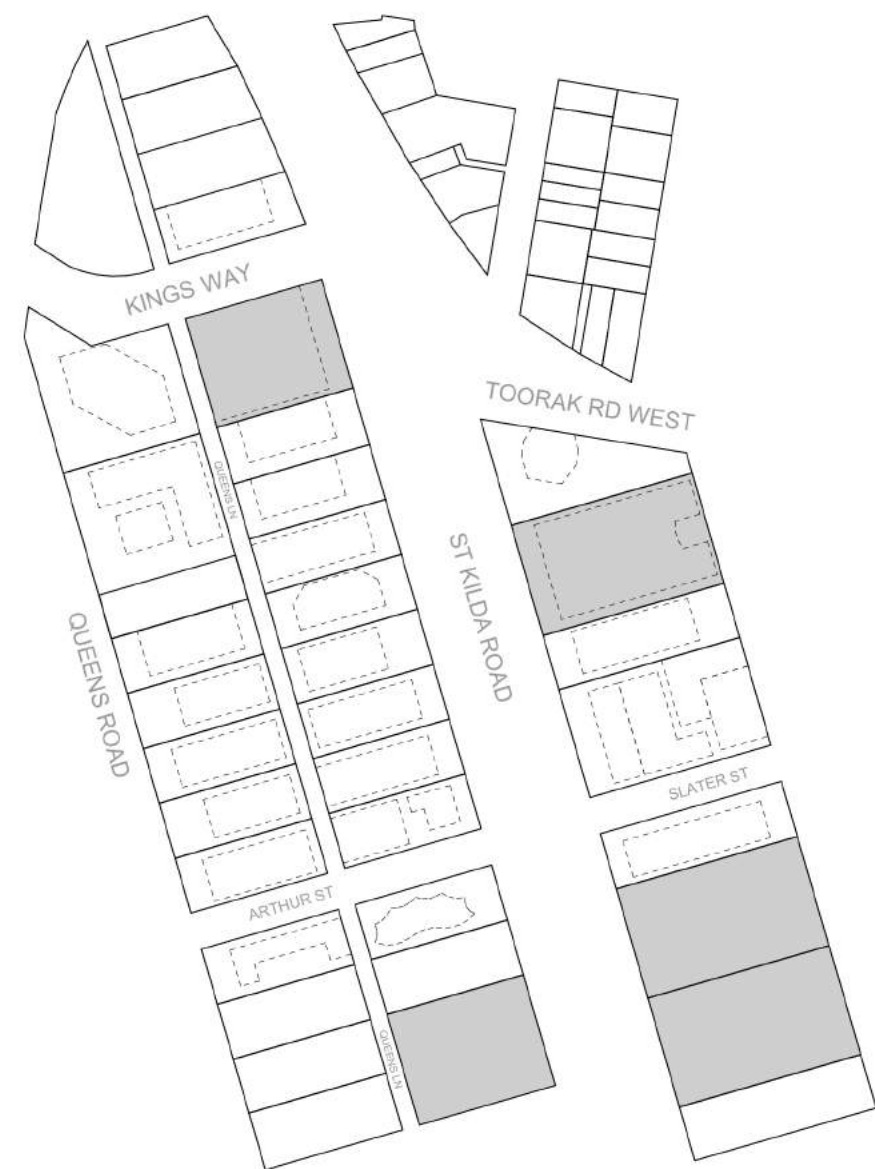 KINGS WAY
TOORAK RD WEST
QUEENS LN
ST KILDA ROAD
QUEENS ROAD
SLATER ST
ARTHUR ST
QUEENS LN